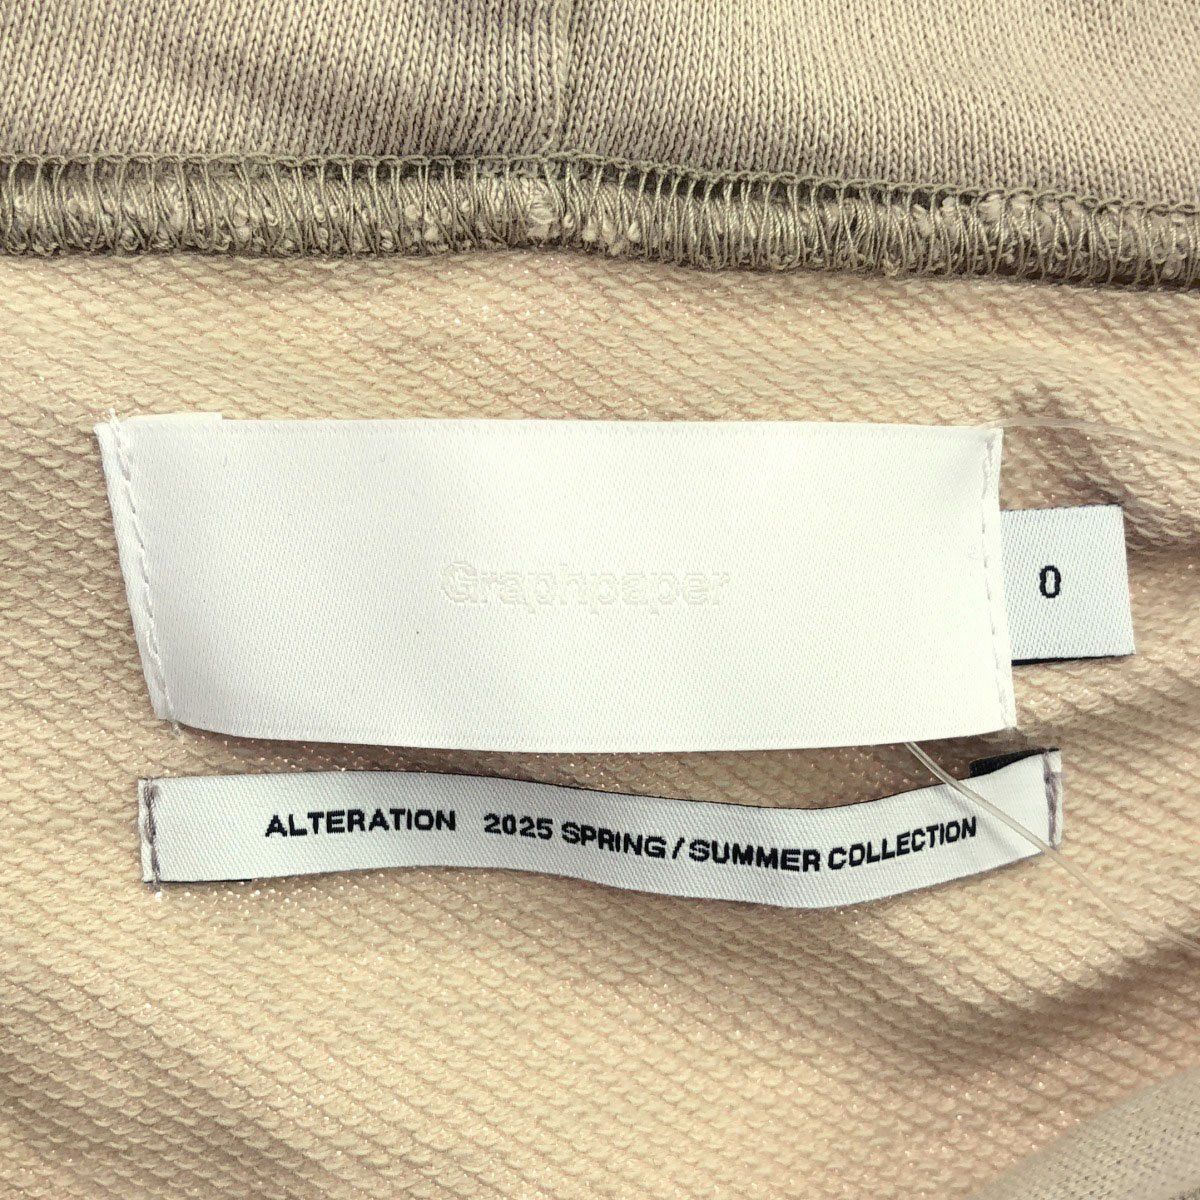 Graphpaper
0
ALTERATION 2025 SPRING/SUMMER COLLECTION